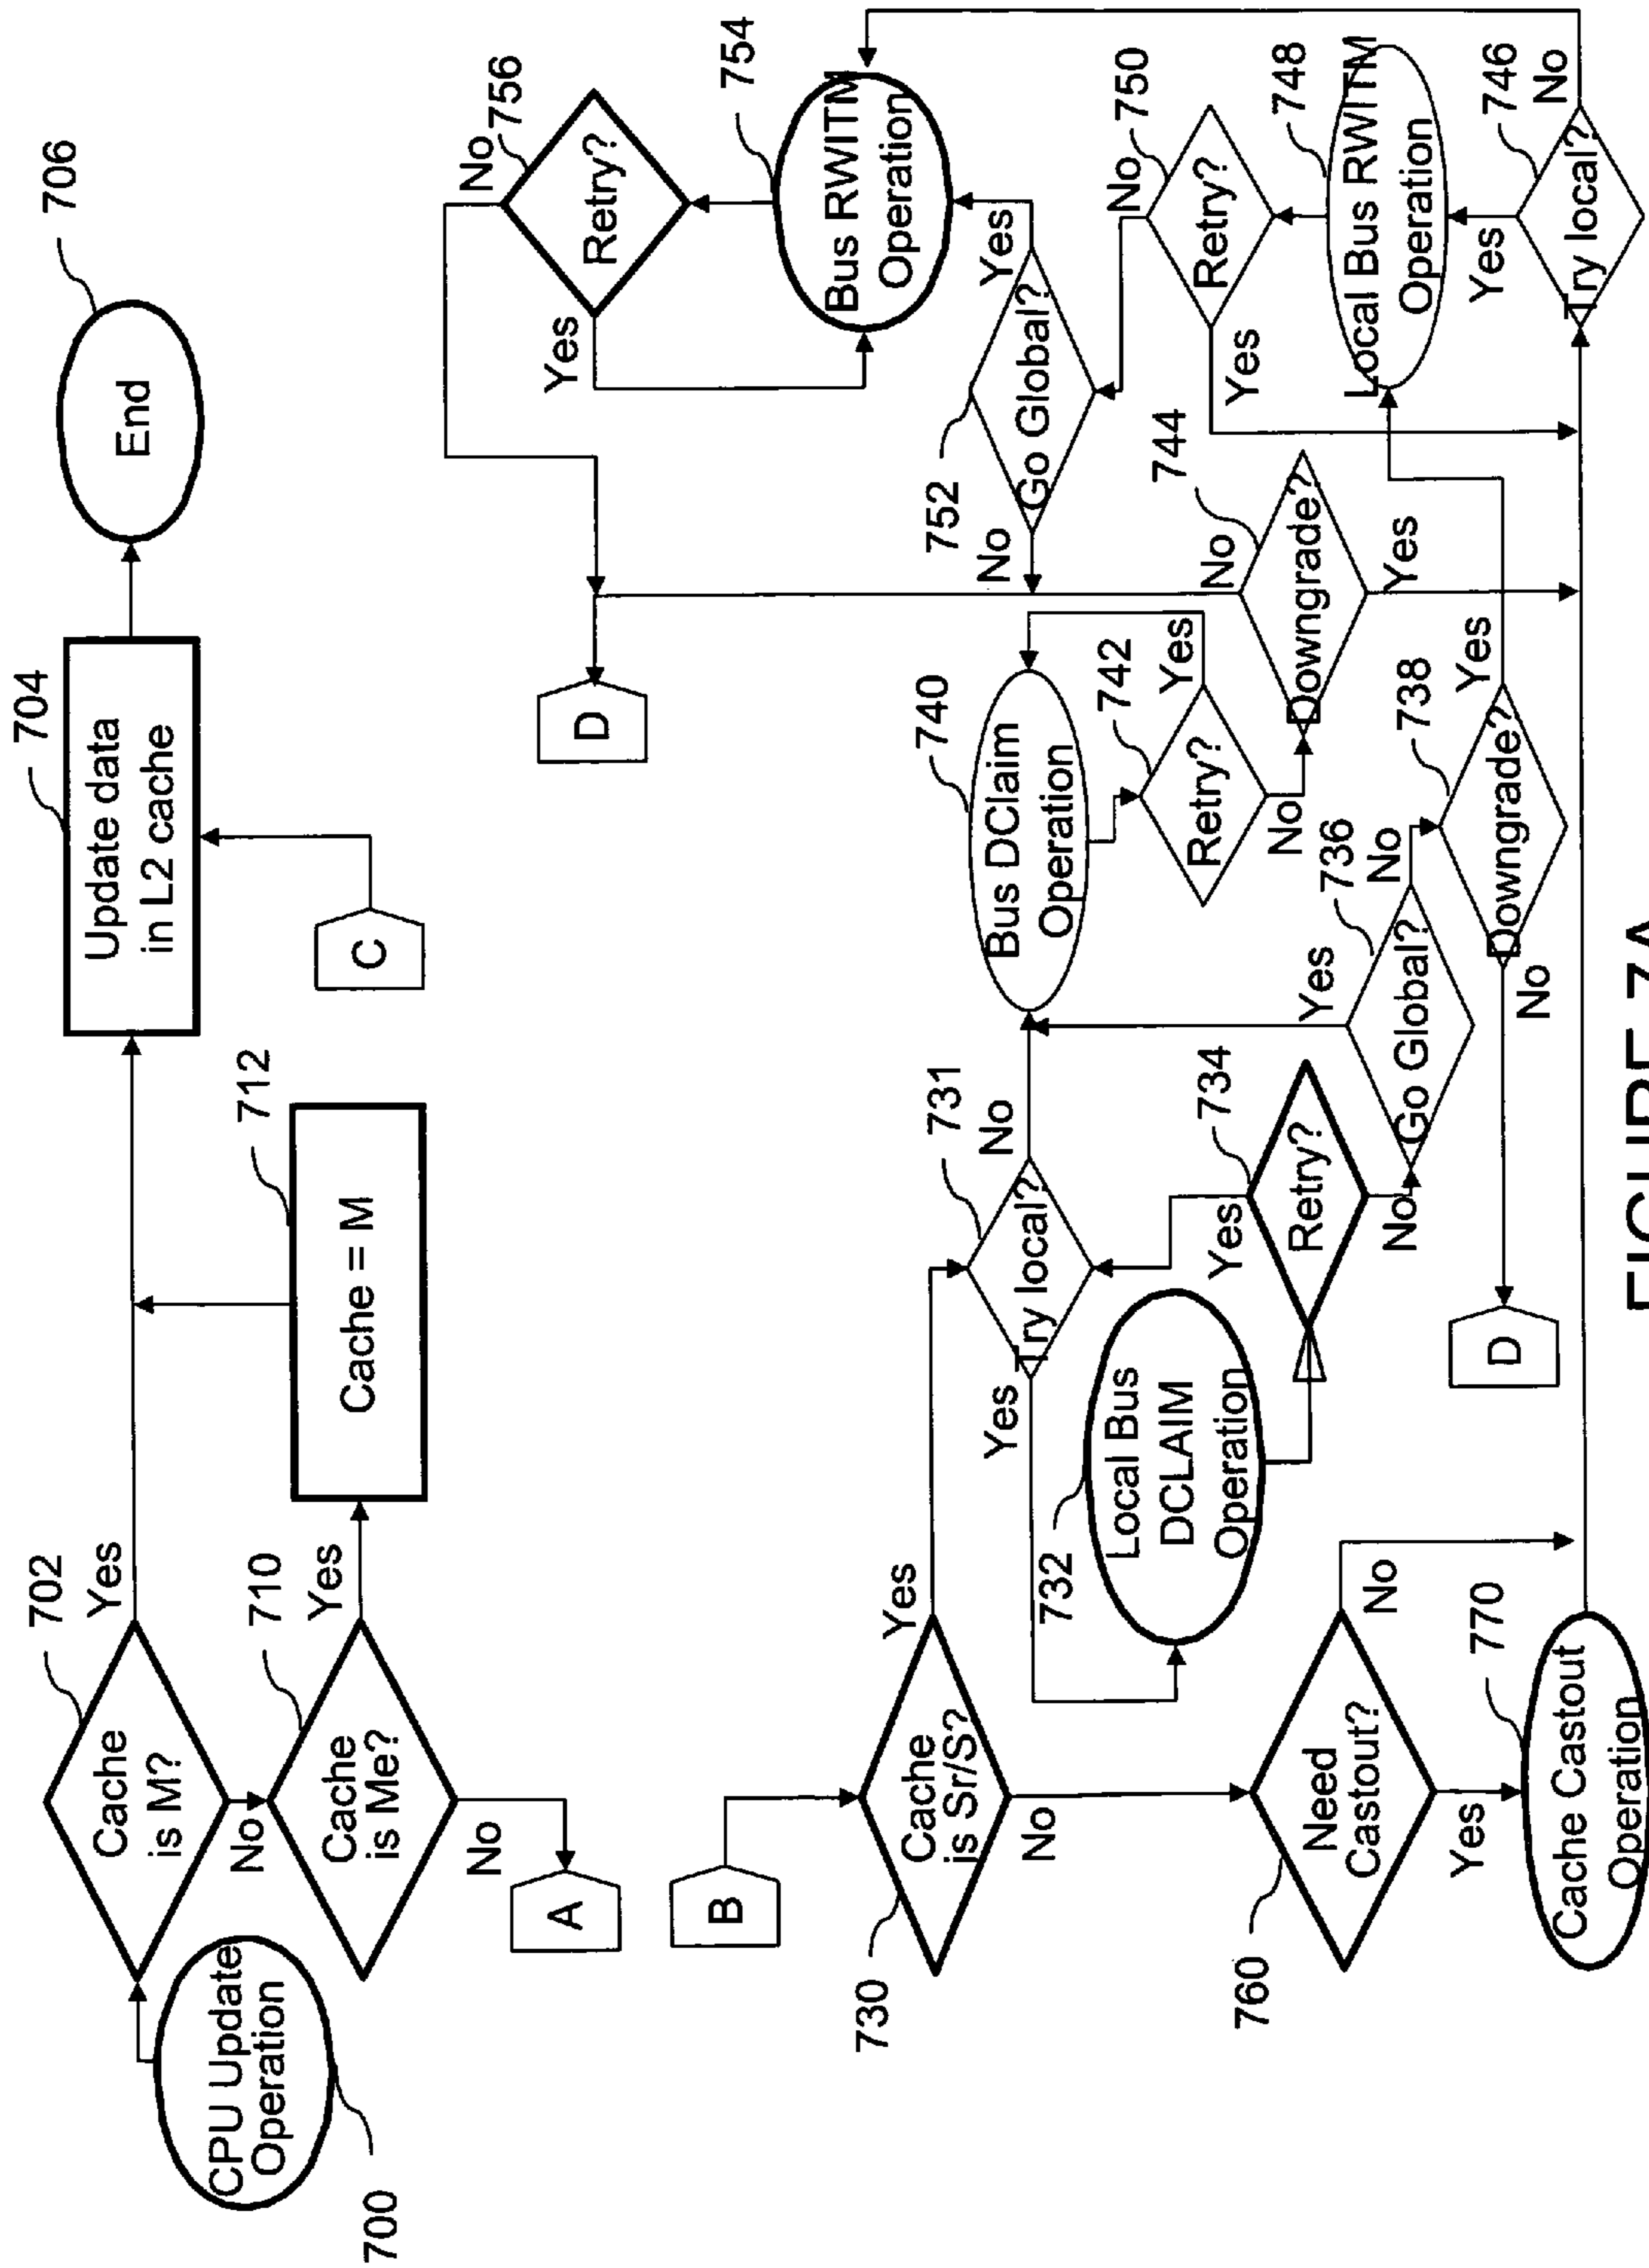 700
CPU Update
Operation
702
Cache
is M?
Yes
No
704
Update data
in L2 cache
706
End
710
Cache
is Me?
Yes
No
712
Cache = M
A
C
B
D
730
Cache
is Sr/S?
Yes
No
731
Try local?
No
Yes
732
Local Bus
DCLAIM
Operation
734
Retry?
Yes
No
736
Go Global?
Yes
No
738
Downgrade?
Yes
No
D
740
Bus DClaim
Operation
742
Retry?
Yes
No
744
Downgrade?
No
Yes
746
Try local?
No
Yes
748
Local Bus RWITM
Operation
750
Retry?
No
Yes
752
Go Global?
Yes
No
754
Bus RWITM
Operation
756
Retry?
No
Yes
760
Need
Castout?
No
Yes
770
Cache Castout
Operation
FIGURE 7A